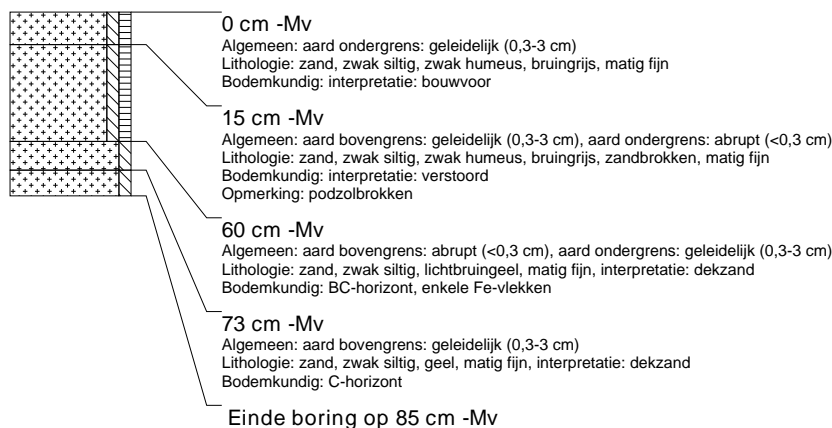 0 cm -Mv
Algemeen: aard ondergrens: geleidelijk (0,3-3 cm)
Lithologie: zand, zwak siltig, zwak humeus, bruingrijs, matig fijn
Bodemkundig: interpretatie: bouwvoor
15 cm -Mv
Algemeen: aard bovengrens: geleidelijk (0,3-3 cm), aard ondergrens: abrupt (<0,3 cm)
Lithologie: zand, zwak siltig, zwak humeus, bruingrijs, zandbrokken, matig fijn
Bodemkundig: interpretatie: verstoord
Opmerking: podzolbrokken
60 cm -Mv
Algemeen: aard bovengrens: abrupt (<0,3 cm), aard ondergrens: geleidelijk (0,3-3 cm)
Lithologie: zand, zwak siltig, lichtbruingeel, matig fijn, interpretatie: dekzand
Bodemkundig: BC-horizont, enkele Fe-vlekken
73 cm -Mv
Algemeen: aard bovengrens: geleidelijk (0,3-3 cm)
Lithologie: zand, zwak siltig, geel, matig fijn, interpretatie: dekzand
Bodemkundig: C-horizont
Einde boring op 85 cm -Mv